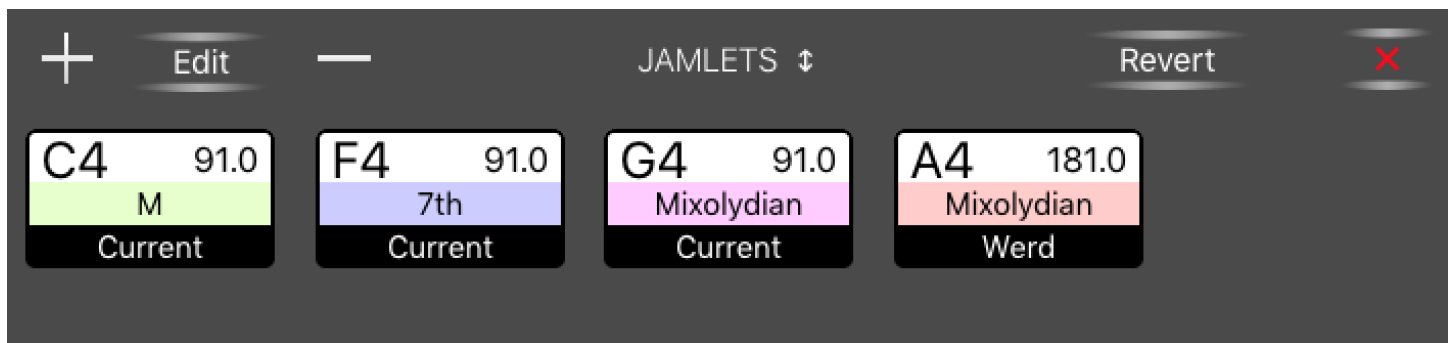 + Edit — JAMLETS ↕ Revert ×
C4 91.0 F4 91.0 G4 91.0 A4 181.0
M 7th Mixolydian Mixolydian
Current Current Current Werd